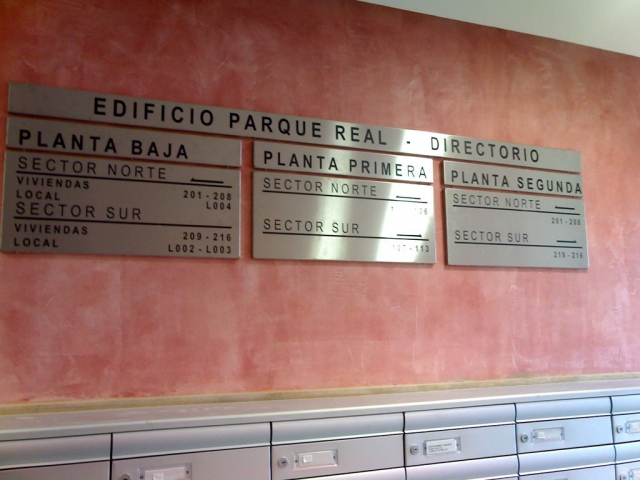 EDIFICIO PARQUE REAL - DIRECTORIO
PLANTA BAJA
SECTOR NORTE
VIVIENDAS 201 - 208
LOCAL L004
SECTOR SUR
VIVIENDAS 209 - 216
LOCAL L002 - L003
PLANTA PRIMERA
SECTOR NORTE
SECTOR SUR
PLANTA SEGUNDA
SECTOR NORTE
SECTOR SUR